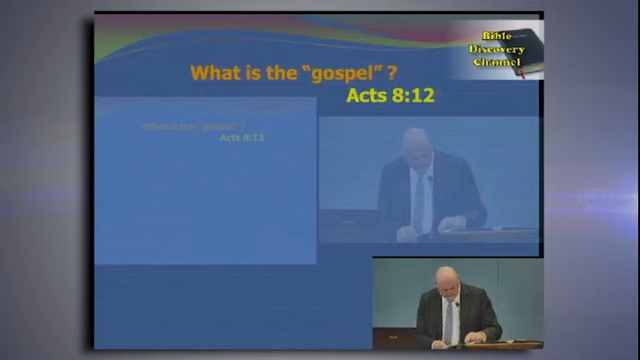 Bible
Discovery
Channel
What is the "gospel" ?
Acts 8:12
What is the "gospel" ?
Acts 8:12